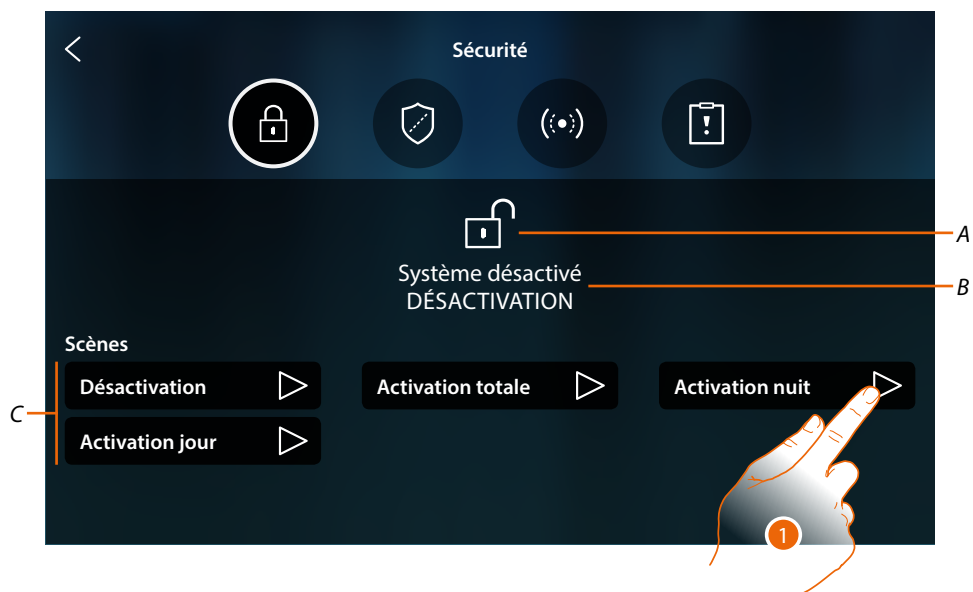 Sécurité
A
Système désactivé
DÉSACTIVATION
B
Scènes
Désactivation
Activation totale
Activation nuit
C
Activation jour
1